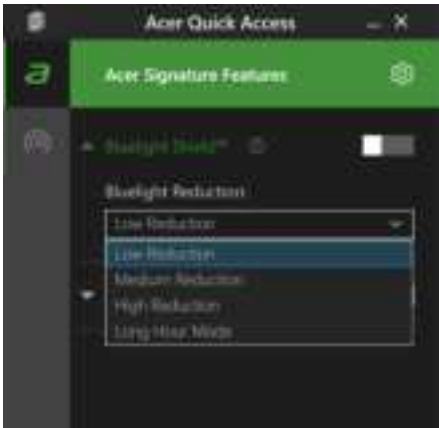 Acer Quick Access
Acer Signature Features
Bluelight Shield™
Bluelight Reduction
Low Reduction
Low Reduction
Medium Reduction
High Reduction
Long Hour Mode